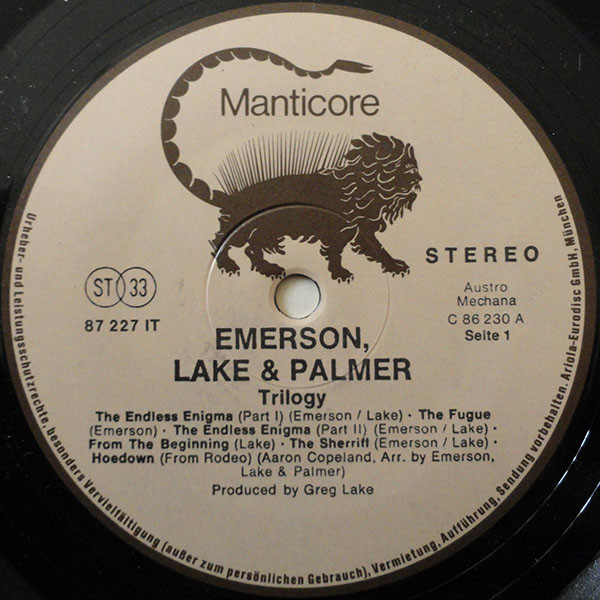 Manticore
STEREO
ST 33
87 227 IT
Austro
Mechana
C 86 230 A
Seite 1
EMERSON,
LAKE & PALMER
Trilogy
The Endless Enigma (Part I) (Emerson / Lake) · The Fugue
(Emerson) · The Endless Enigma (Part II) (Emerson / Lake) ·
From The Beginning (Lake) · The Sherriff (Emerson / Lake) ·
Hoedown (From Rodeo) (Aaron Copeland, Arr. by Emerson,
Lake & Palmer)
Produced by Greg Lake
Urheber- und Leistungsschutzrechte, besonders Vervielfältigung (außer zum persönlichen Gebrauch), Vermietung, Aufführung, Sendung vorbehalten. Ariola-Eurodisc GmbH, München